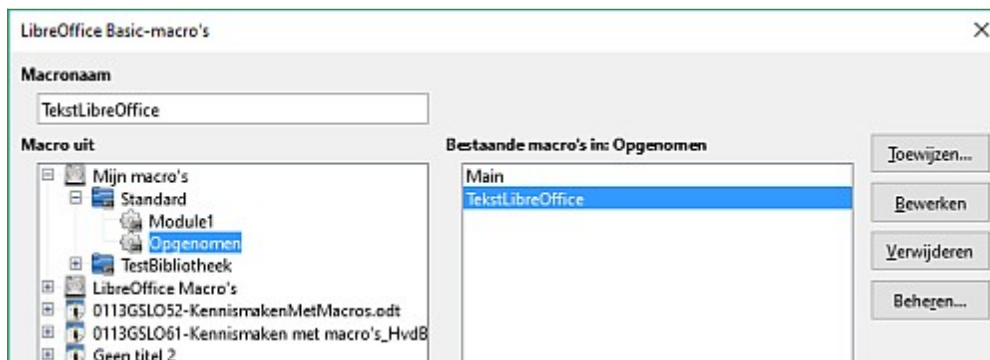 LibreOffice Basic-macro's
Macronaam
TekstLibreOffice
Macro uit
Mijn macro's
Standard
Module1
Opgenomen
TestBibliotheek
LibreOffice Macro's
0113GSLO52-KennismakenMetMacros.odt
0113GSLO61-Kennismaken met macro's_HvdB
Geen titel 2
Bestaande macro's in: Opgenomen
Main
TekstLibreOffice
Toewijzen...
Bewerken
Verwijderen
Beheren...